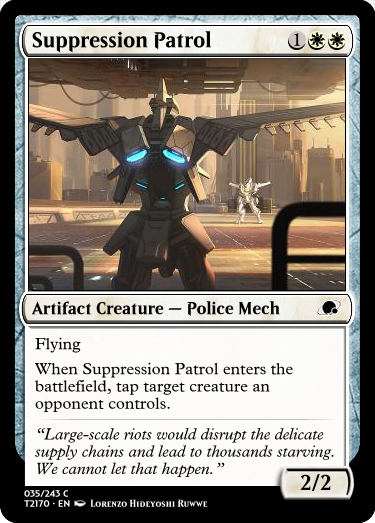 Suppression Patrol 1
Artifact Creature — Police Mech
Flying
When Suppression Patrol enters the
battlefield, tap target creature an
opponent controls.
“Large-scale riots would disrupt the delicate
supply chains and lead to thousands starving.
We cannot let that happen.”
2/2
035/243 C
T2170 · EN Lorenzo Hideyoshi Ruwwe